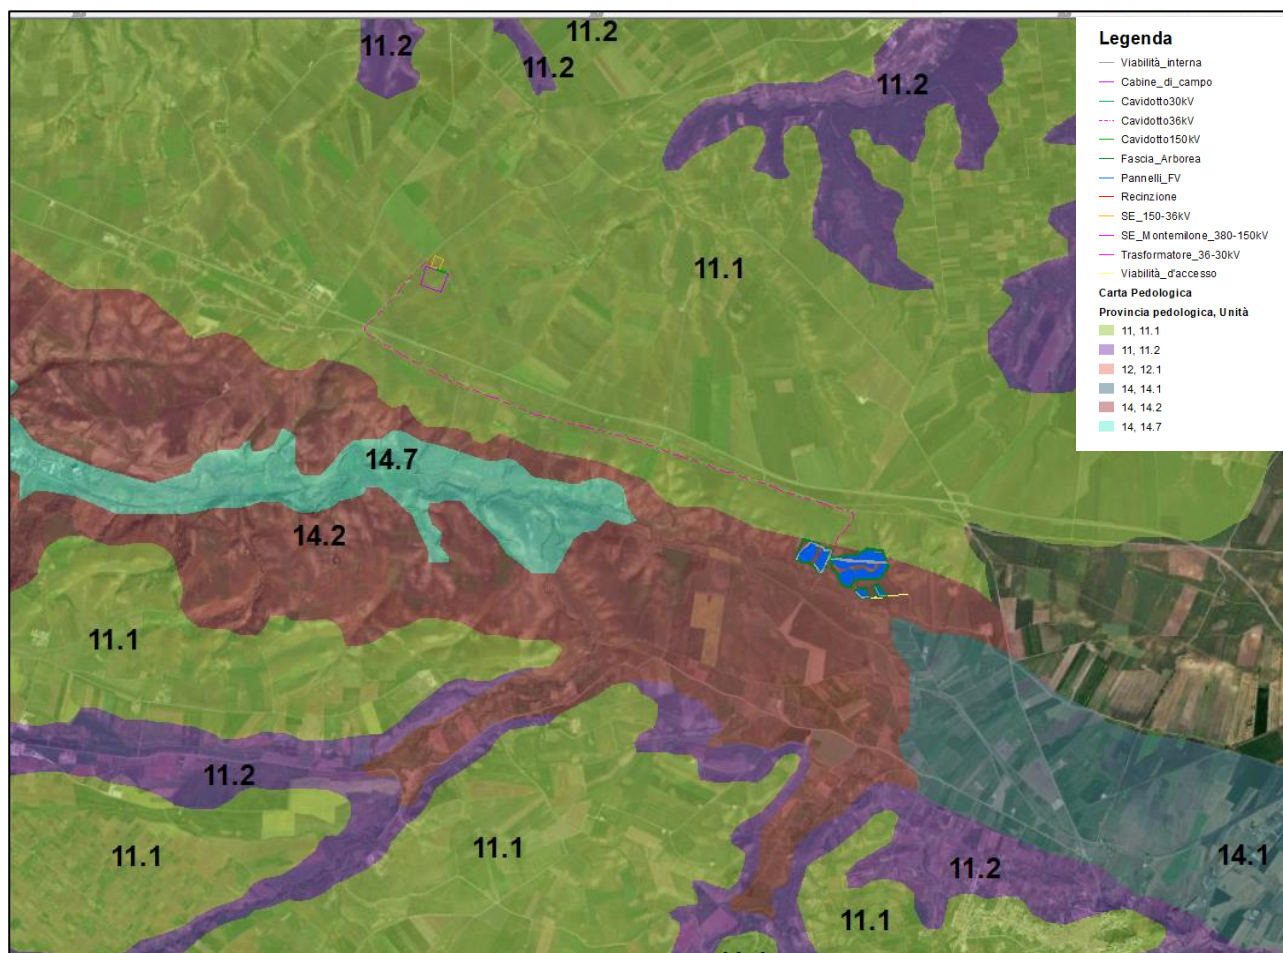 11.2
11.2
11.2
11.2
11.1
14.7
14.2
11.1
11.2
11.1
11.1
11.2
11.1
14.1
Legenda
Viabilità_interna
Cabine_di_campo
Cavidotto30kV
Cavidotto36kV
Cavidotto150kV
Fascia_Arborea
Pannelli_FV
Recinzione
SE_150-36kV
SE_Montemilone_380-150kV
Trasformatore_36-30kV
Viabilità_d'accesso
Carta Pedologica
Provincia pedologica, Unità
11, 11.1
11, 11.2
12, 12.1
14, 14.1
14, 14.2
14, 14.7